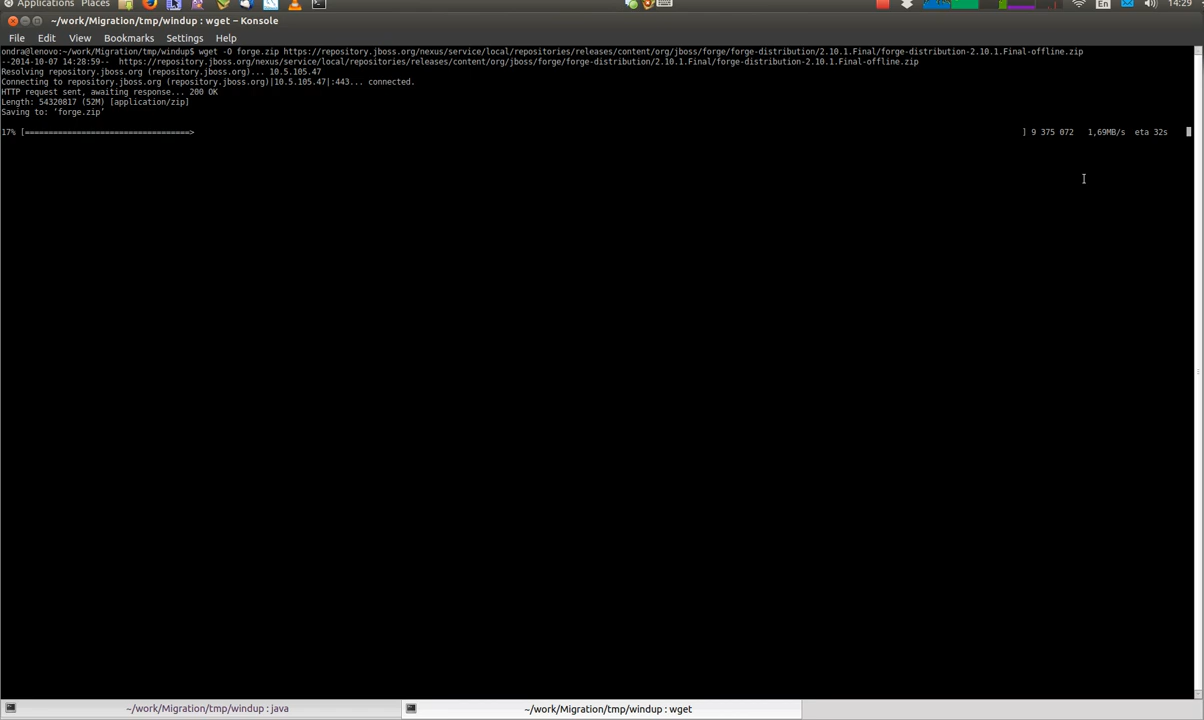 Applications Places En 14:29
~/work/Migration/tmp/windup : wget – Konsole
File Edit View Bookmarks Settings Help
ondra@lenovo:~/work/Migration/tmp/windup$ wget -O forge.zip https://repository.jboss.org/nexus/service/local/repositories/releases/content/org/jboss/forge/forge-distribution/2.10.1.Final/forge-distribution-2.10.1.Final-offline.zip
--2014-10-07 14:28:59-- https://repository.jboss.org/nexus/service/local/repositories/releases/content/org/jboss/forge/forge-distribution/2.10.1.Final/forge-distribution-2.10.1.Final-offline.zip
Resolving repository.jboss.org (repository.jboss.org)... 10.5.105.47
Connecting to repository.jboss.org (repository.jboss.org)|10.5.105.47|:443... connected.
HTTP request sent, awaiting response... 200 OK
Length: 54320817 (52M) [application/zip]
Saving to: ‘forge.zip’
17% [===================================> ] 9 375 072 1,69MB/s eta 32s
~/work/Migration/tmp/windup : java ~/work/Migration/tmp/windup : wget